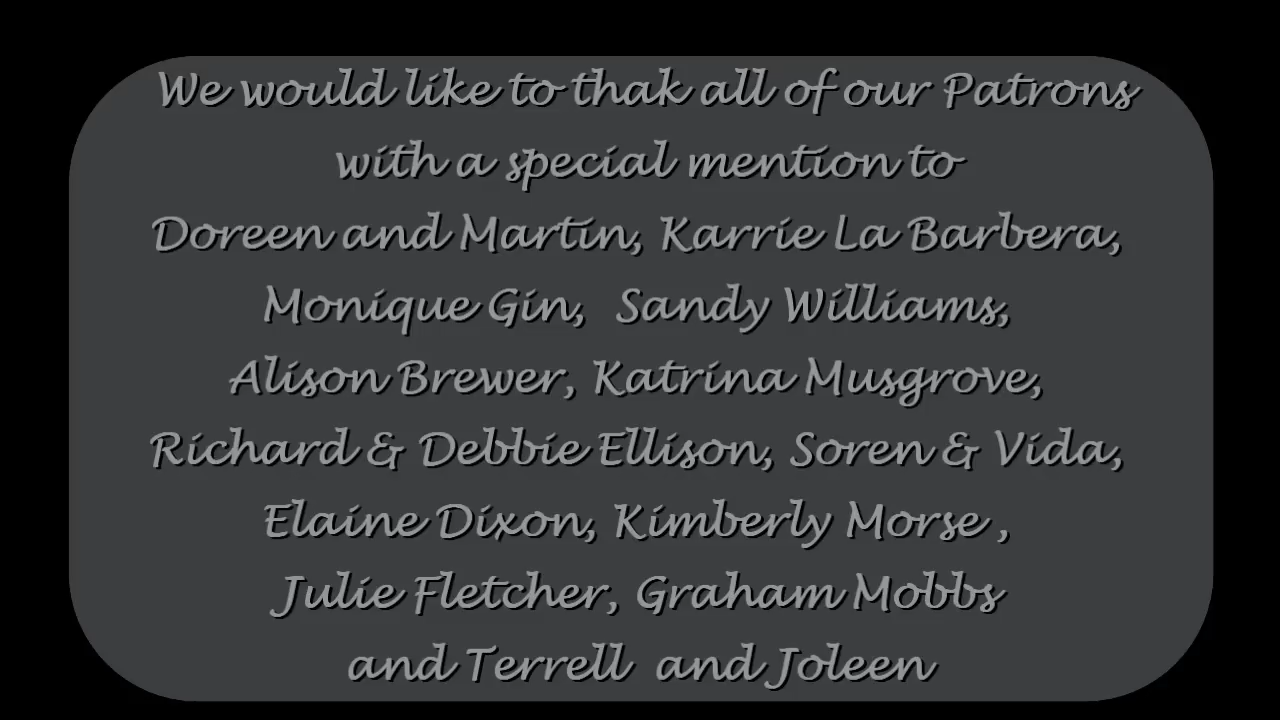 We would like to thak all of our Patrons
with a special mention to
Doreen and Martin, Karrie La Barbera,
Monique Gin,  Sandy Williams,
Alison Brewer, Katrina Musgrove,
Richard & Debbie Ellison, Soren & Vida,
Elaine Dixon, Kimberly Morse ,
Julie Fletcher, Graham Mobbs
and Terrell  and Joleen